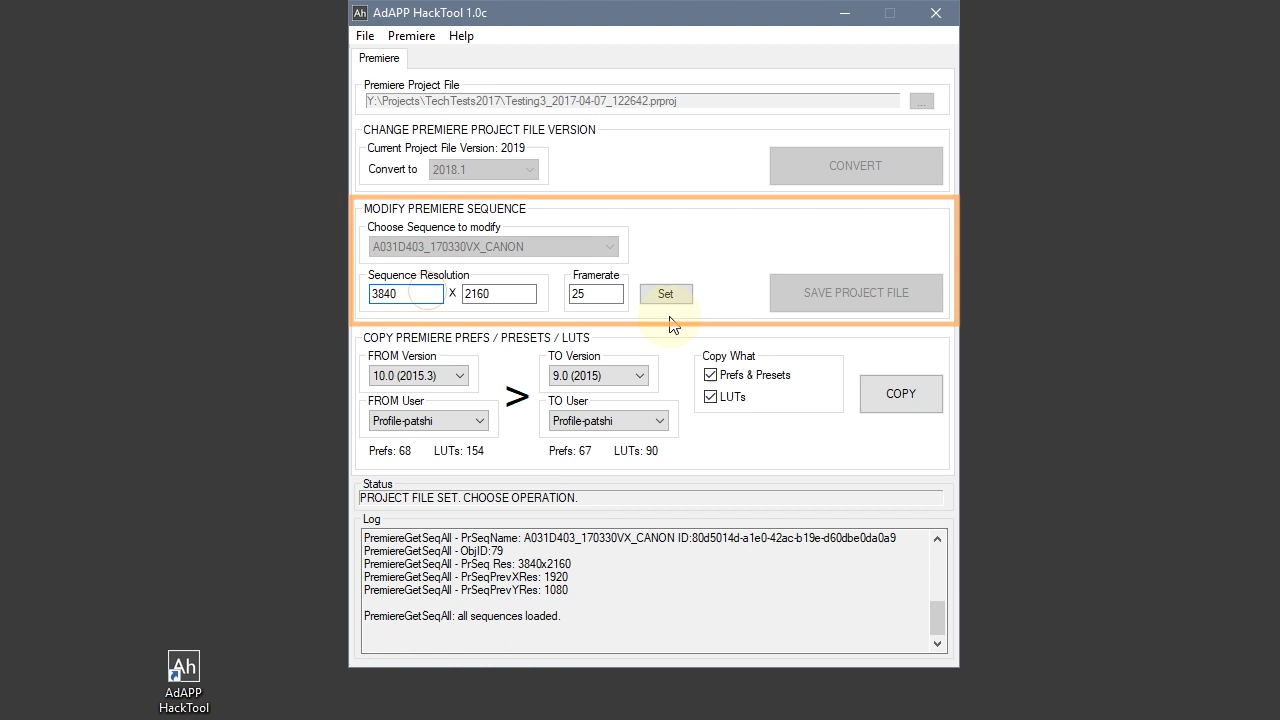 Ah AdAPP HackTool 1.0c
File Premiere Help
Premiere
Premiere Project File
Y:\Projects\TechTests2017\Testing3_2017-04-07_122642.prproj ...
CHANGE PREMIERE PROJECT FILE VERSION
Current Project File Version: 2019
Convert to 2018.1 CONVERT
MODIFY PREMIERE SEQUENCE
Choose Sequence to modify
A031D403_170330VX_CANON
Sequence Resolution Framerate
3840 X 2160 25 Set SAVE PROJECT FILE
COPY PREMIERE PREFS / PRESETS / LUTS
FROM Version TO Version Copy What
10.0 (2015.3) 9.0 (2015) Prefs & Presets
> LUTs COPY
FROM User TO User
Profile-patshi Profile-patshi
Prefs: 68 LUTs: 154 Prefs: 67 LUTs: 90
Status
PROJECT FILE SET. CHOOSE OPERATION.
Log
PremiereGetSeqAll - PrSeqName: A031D403_170330VX_CANON ID:80d5014d-a1e0-42ac-b19e-d60dbe0da0a9
PremiereGetSeqAll - ObjID:79
PremiereGetSeqAll - PrSeq Res: 3840x2160
PremiereGetSeqAll - PrSeqPrevXRes: 1920
PremiereGetSeqAll - PrSeqPrevYRes: 1080
PremiereGetSeqAll: all sequences loaded.
Ah
AdAPP
HackTool